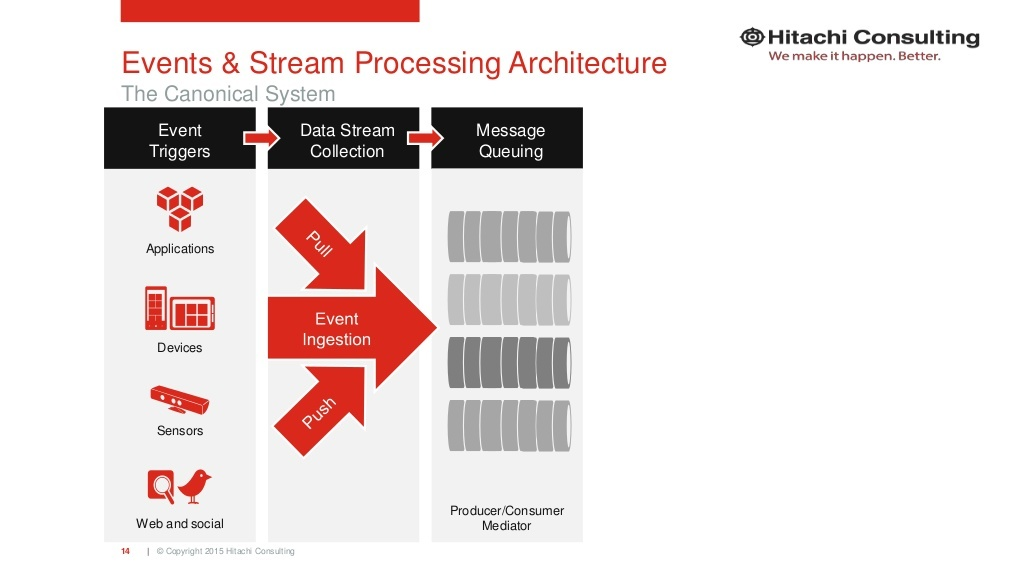 Hitachi Consulting
We make it happen. Better.
Events & Stream Processing Architecture
The Canonical System
Event
Triggers
Data Stream
Collection
Message
Queuing
Applications
Devices
Sensors
Web and social
Pull
Event
Ingestion
Push
Producer/Consumer
Mediator
14 | © Copyright 2015 Hitachi Consulting